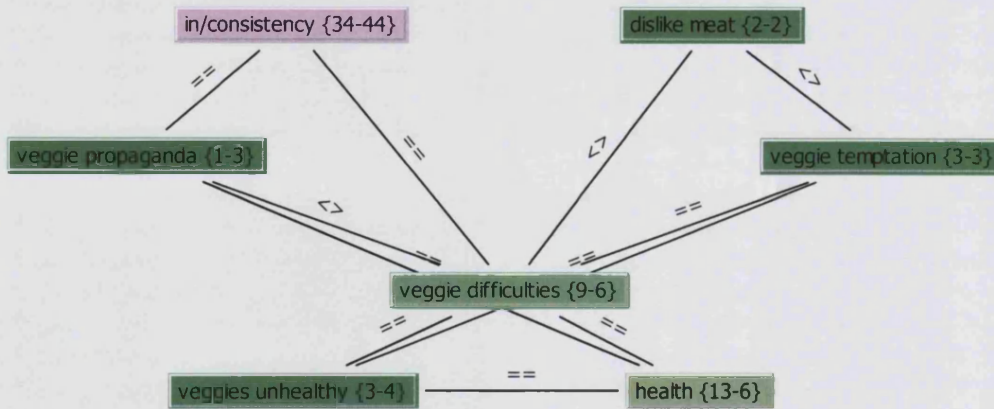 in/consistency {34-44}
dislike meat {2-2}
==
<>
==
<>
veggie propaganda {1-3}
veggie temptation {3-3}
<>
==
==
==
veggie difficulties {9-6}
==
==
veggies unhealthy {3-4}
==
health {13-6}